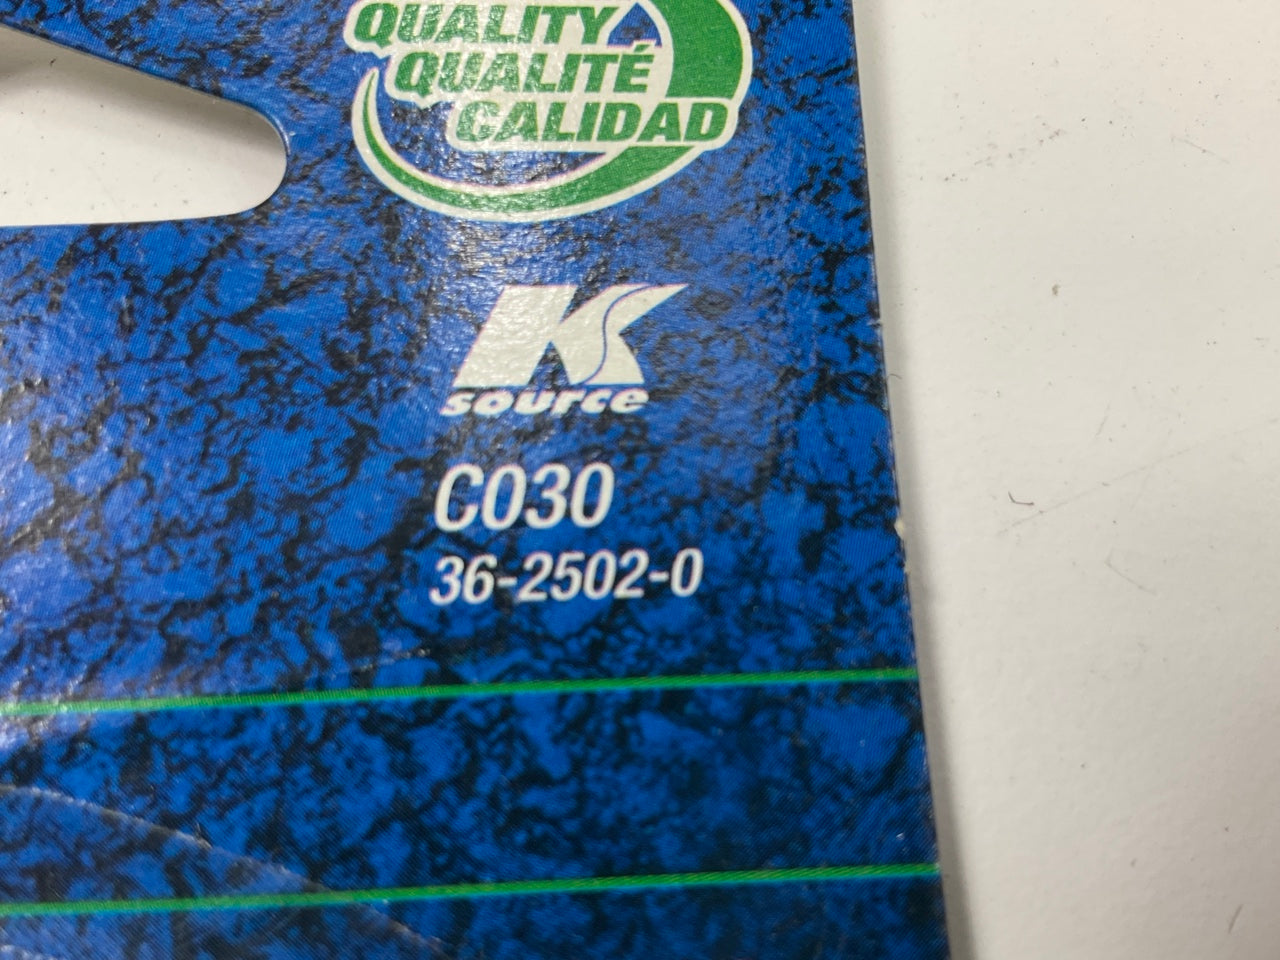 QUALITY
QUALITÉ
CALIDAD
K
source
C030
36-2502-0